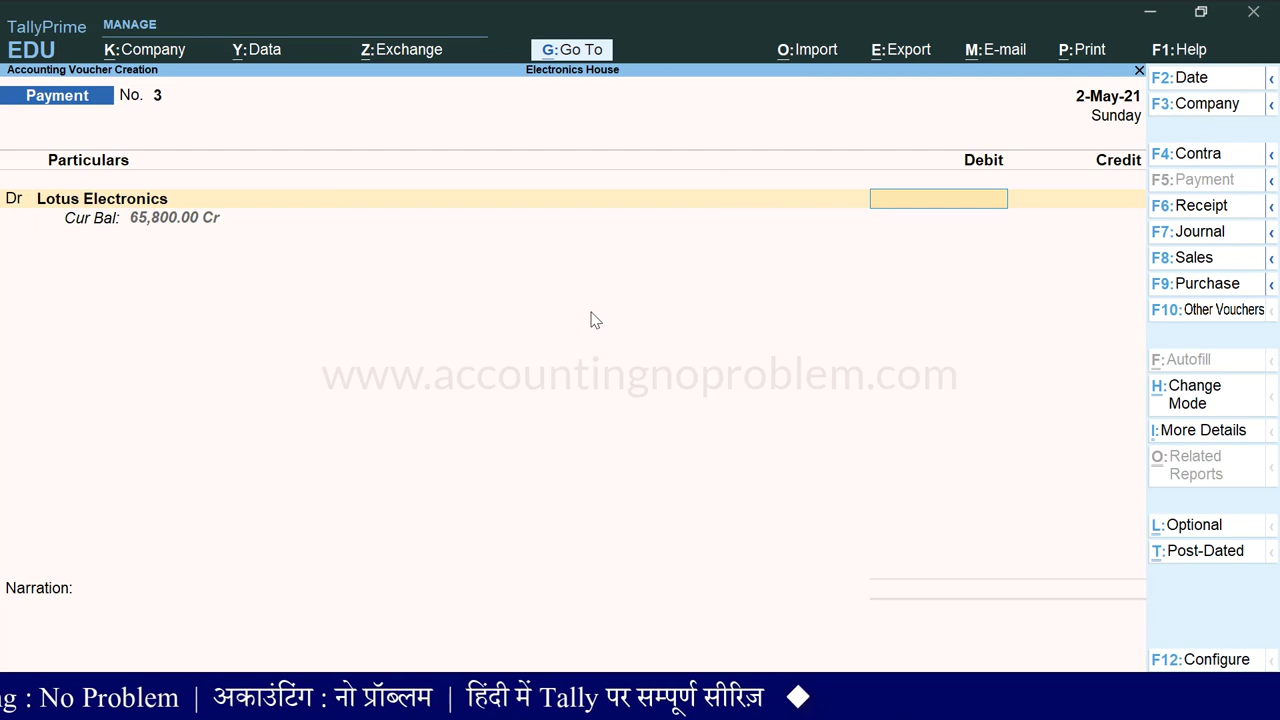 TallyPrime MANAGE
EDU K:Company Y:Data Z:Exchange G:Go To O:Import E:Export M:E-mail P:Print F1:Help
Accounting Voucher Creation Electronics House
Payment No. 3 2-May-21
Sunday
Particulars Debit Credit
Dr Lotus Electronics
Cur Bal: 65,800.00 Cr
www.accountingnoproblem.com
Narration:
F2:Date
F3:Company
F4:Contra
F5:Payment
F6:Receipt
F7:Journal
F8:Sales
F9:Purchase
F10:Other Vouchers
F:Autofill
H:Change
Mode
I:More Details
O:Related
Reports
L:Optional
T:Post-Dated
F12:Configure
g : No Problem | अकाउंटिंग : नो प्रॉब्लम | हिंदी में Tally पर सम्पूर्ण सीरिज़